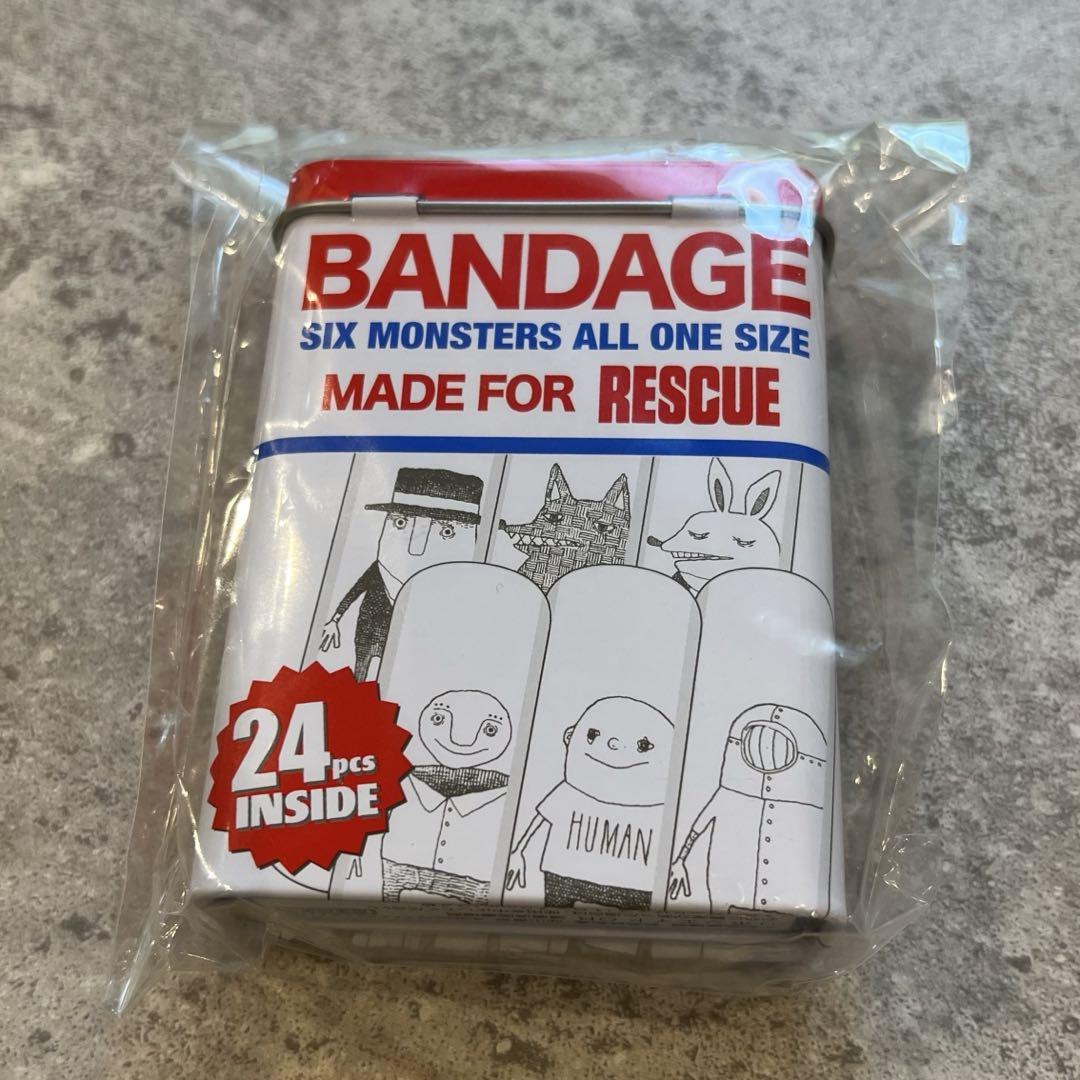 BANDAGE
SIX MONSTERS ALL ONE SIZE
MADE FOR RESCUE
24pcs
INSIDE
HUMAN